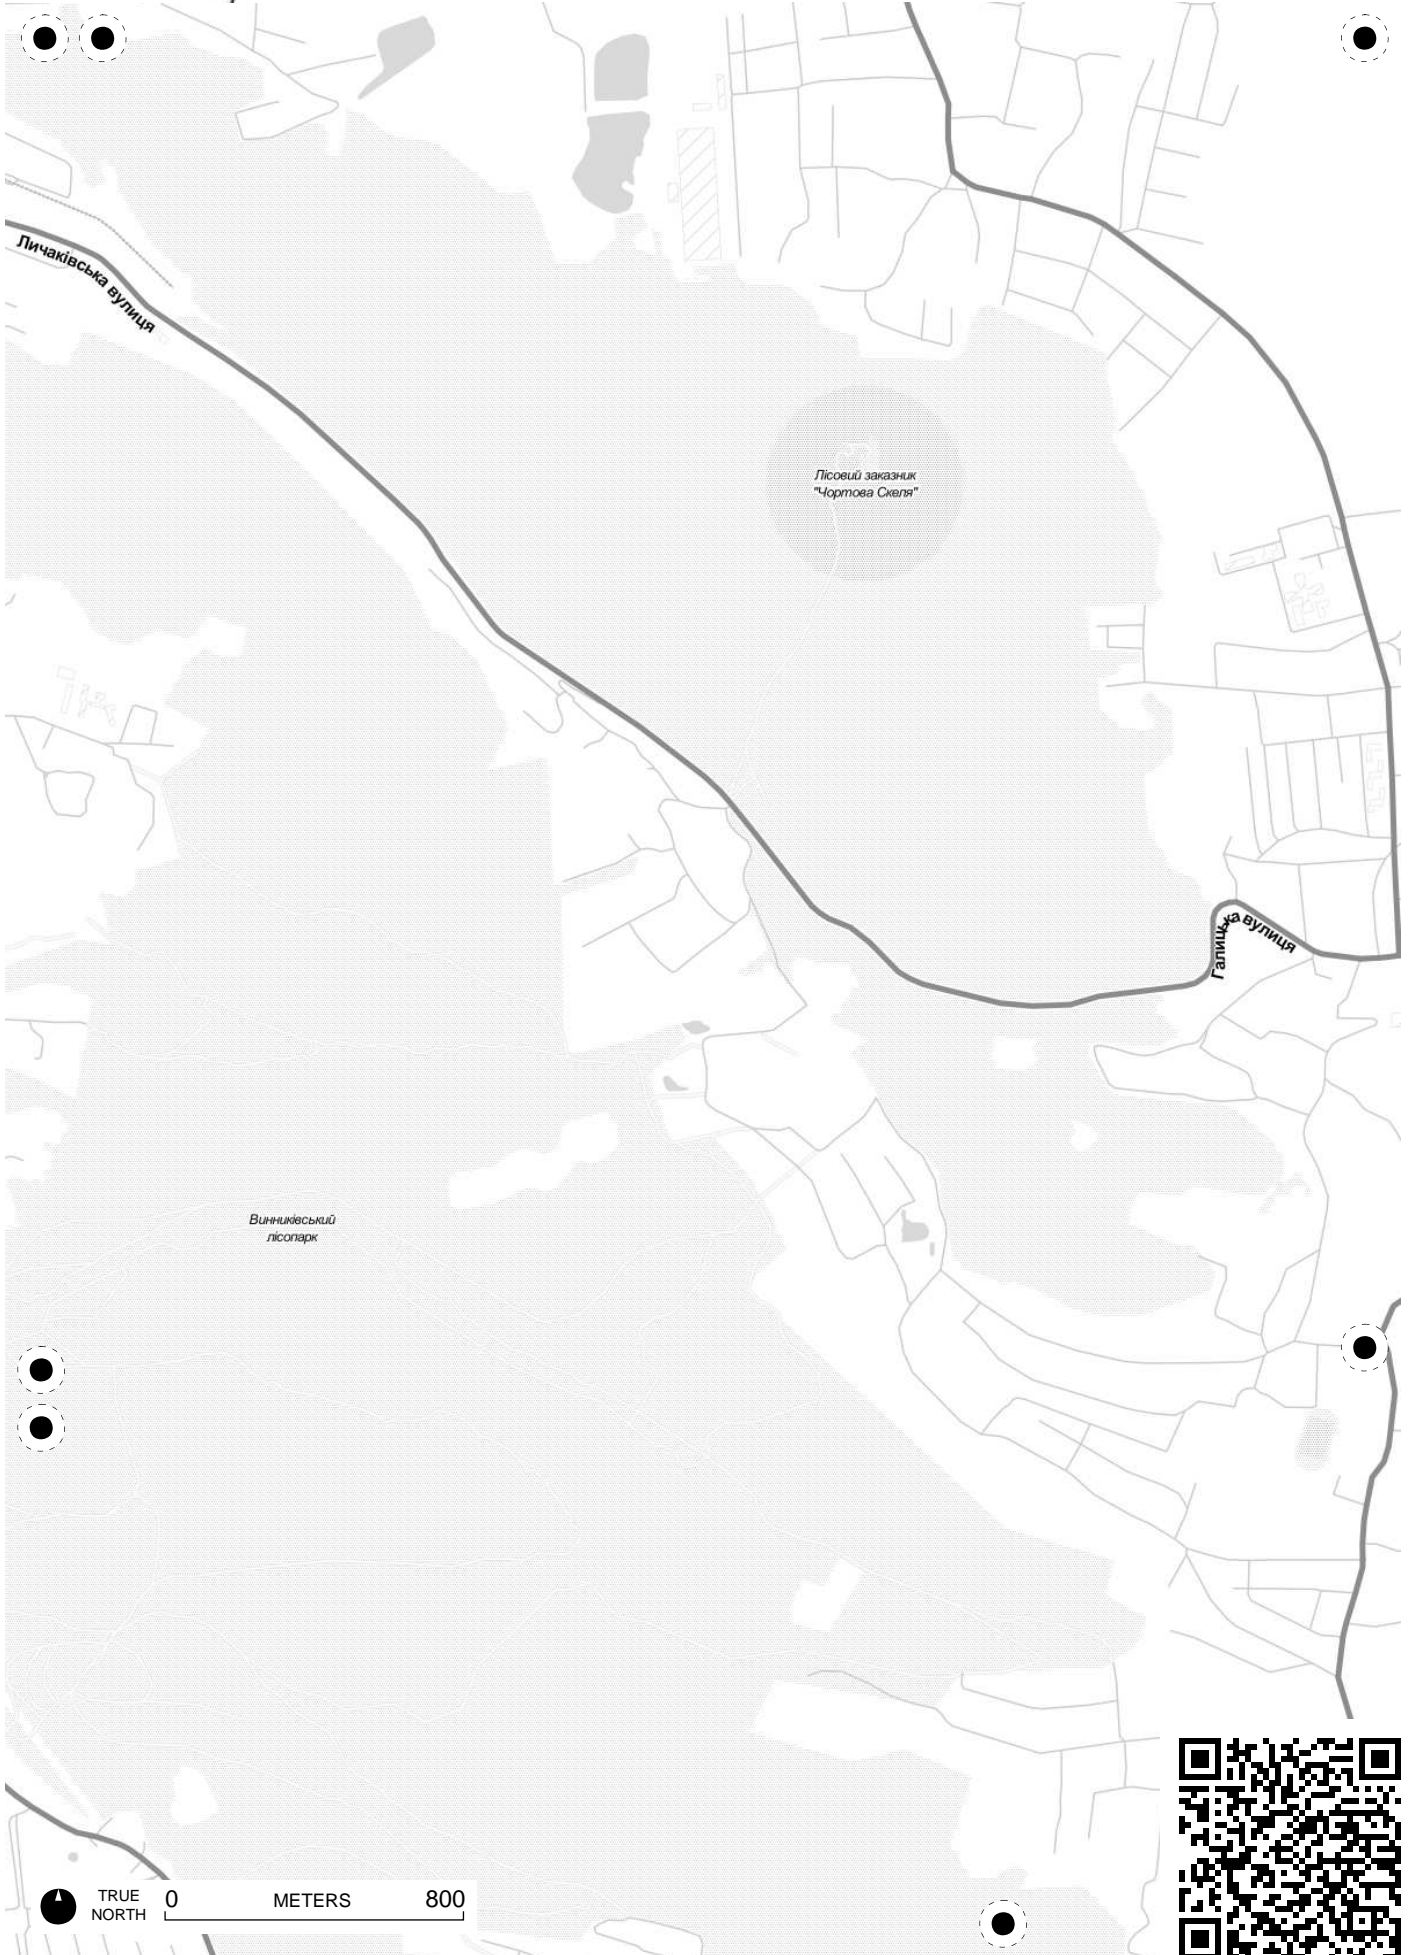 Личаківська вулиця
Лісовий заказник
"Чортова Скеля"
Галицька вулиця
Винниківський
лісопарк
TRUE
NORTH
0 METERS 800